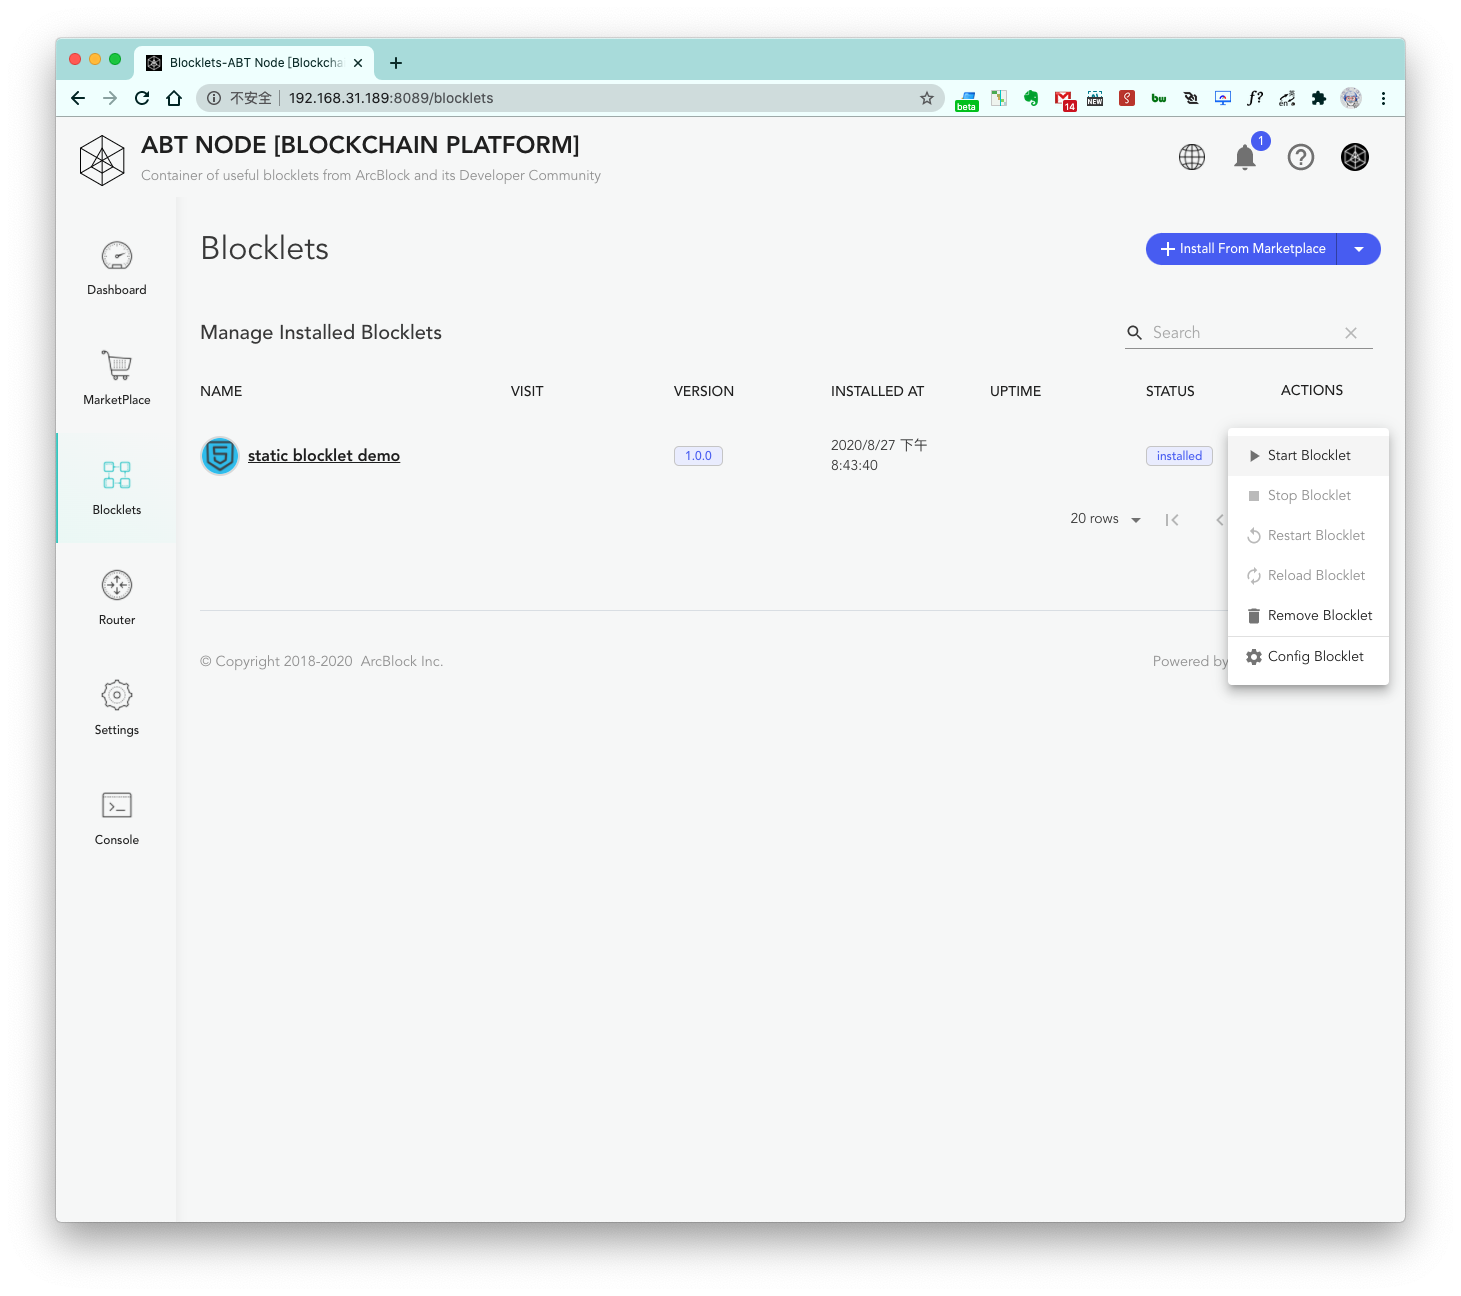 Blocklets-ABT Node [Blockcha
不安全 192.168.31.189:8089/blocklets
beta
14
NEW
bw
f?
en
ABT NODE [BLOCKCHAIN PLATFORM]
Container of useful blocklets from ArcBlock and its Developer Community
1
Dashboard
MarketPlace
Blocklets
Router
Settings
Console
Blocklets
Install From Marketplace
Manage Installed Blocklets
Search
NAME VISIT VERSION INSTALLED AT UPTIME STATUS ACTIONS
static blocklet demo 1.0.0 2020/8/27 下午 installed
8:43:40
20 rows
Start Blocklet
Stop Blocklet
Restart Blocklet
Reload Blocklet
Remove Blocklet
Config Blocklet
© Copyright 2018-2020 ArcBlock Inc.
Powered by